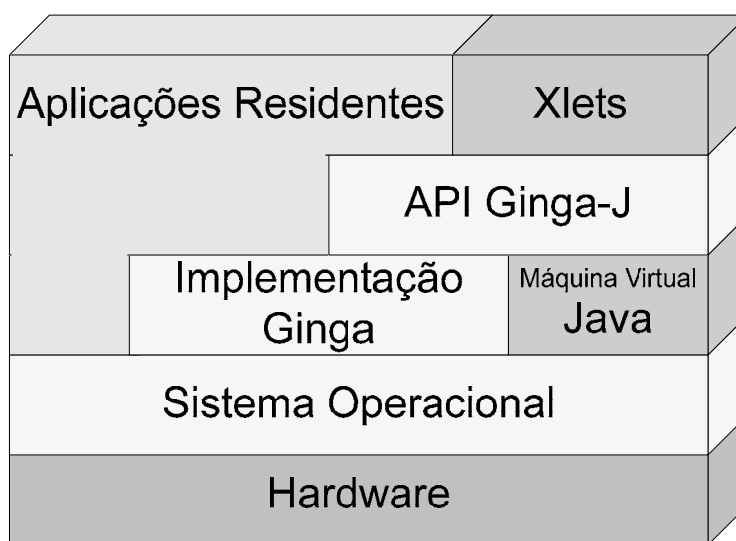 Aplicações Residentes
Xlets
API Ginga-J
Implementação
Ginga
Máquina Virtual
Java
Sistema Operacional
Hardware